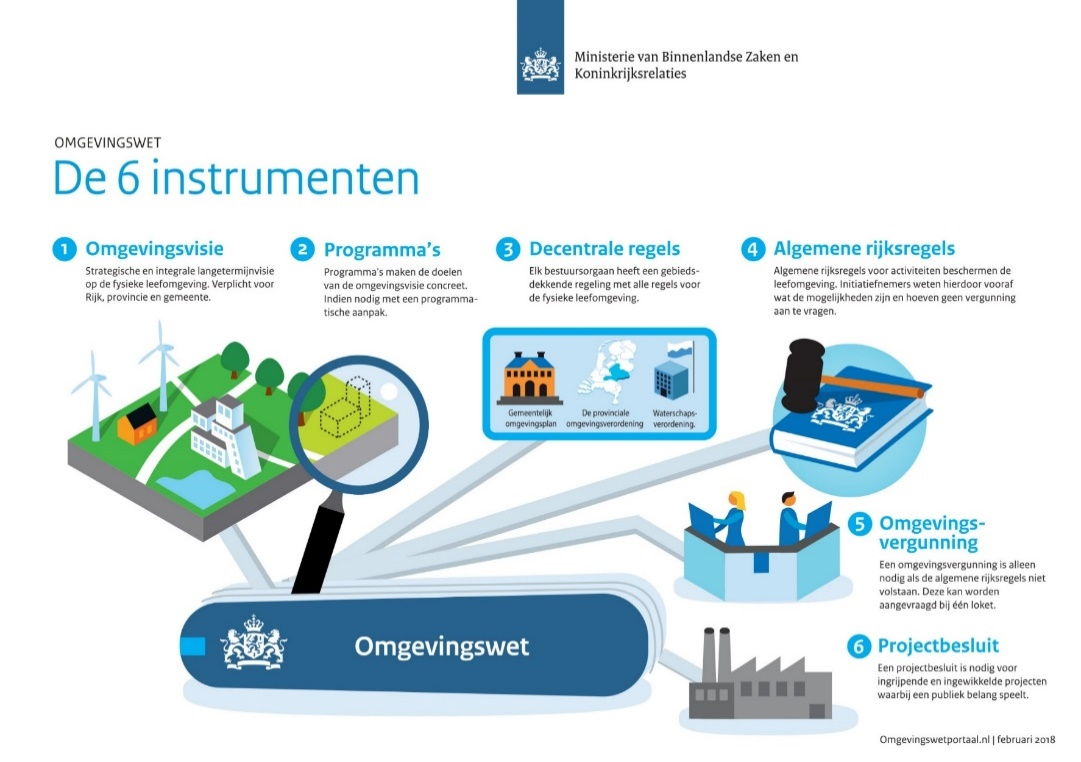 Ministerie van Binnenlandse Zaken en
Koninkrijksrelaties
OMGEVINGSWET
De 6 instrumenten
1 Omgevingsvisie
Strategische en integrale langetermijnvisie
op de fysieke leefomgeving. Verplicht voor
Rijk, provincie en gemeente.
2 Programma's
Programma's maken de doelen
van de omgevingsvisie concreet.
Indien nodig met een programma-
tische aanpak.
3 Decentrale regels
Elk bestuursorgaan heeft een gebieds-
dekkende regeling met alle regels voor
de fysieke leefomgeving.
4 Algemene rijksregels
Algemene rijksregels voor activiteiten beschermen de
leefomgeving. Initiatiefnemers weten hierdoor vooraf
wat de mogelijkheden zijn en hoeven geen vergunning
aan te vragen.
Gemeentelijk
omgevingsplan
De provinciale
omgevingsverordening
Waterschaps-
verordening.
5 Omgevings-
vergunning
Een omgevingsvergunning is alleen
nodig als de algemene rijksregels niet
volstaan. Deze kan worden
aangevraagd bij één loket.
Omgevingswet
6 Projectbesluit
Een projectbesluit is nodig voor
ingrijpende en ingewikkelde projecten
waarbij een publiek belang speelt.
Omgevingswetportaal.nl | februari 2018